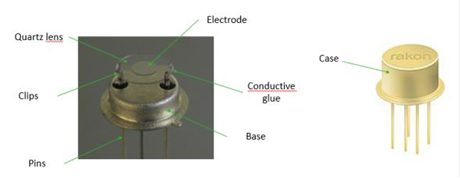 Electrode
Quartz lens
Case
rakon
Clips
Conductive
glue
Base
Pins